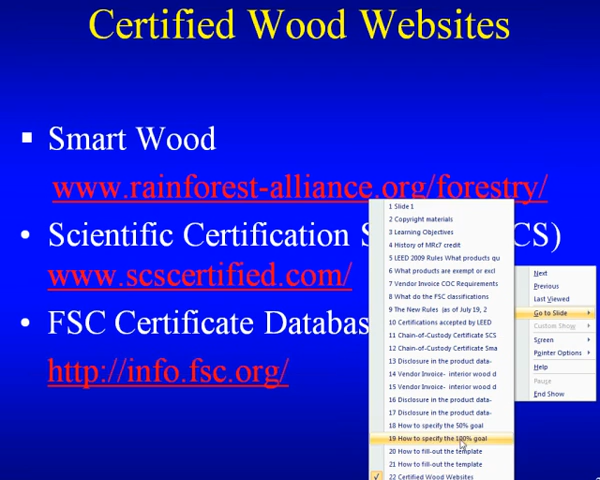 Certified Wood Websites
Smart Wood
www.rainforest-alliance.org/forestry/
Scientific Certification S CS)
www.scscertified.com/
FSC Certificate Databas
http://info.fsc.org/
1 Slide 1
2 Copyright materials
3 Learning Objectives
4 History of MRc7 credit
5 LEED 2009 Rules What products qu
6 What products are exempt or excl
7 Vendor Invoice COC Requirements
8 What do the FSC classifications
9 The New Rules (as of July 19, 2
10 Certifications accepted by LEED
11 Chain-of-Custody Certificate SCS
12 Chain-of-Custody Certificate Sma
13 Disclosure in the product data-
14 Vendor Invoice- interior wood d
15 Vendor Invoice- interior wood d
16 Disclosure in the product data-
17 Disclosure in the product data-
18 How to specify the 50% goal
19 How to specify the 100% goal
20 How to fill-out the template
21 How to fill-out the template
22 Certified Wood Websites
Next
Previous
Last Viewed
Go to Slide
Custom Show
Screen
Pointer Options
Help
Pause
End Show